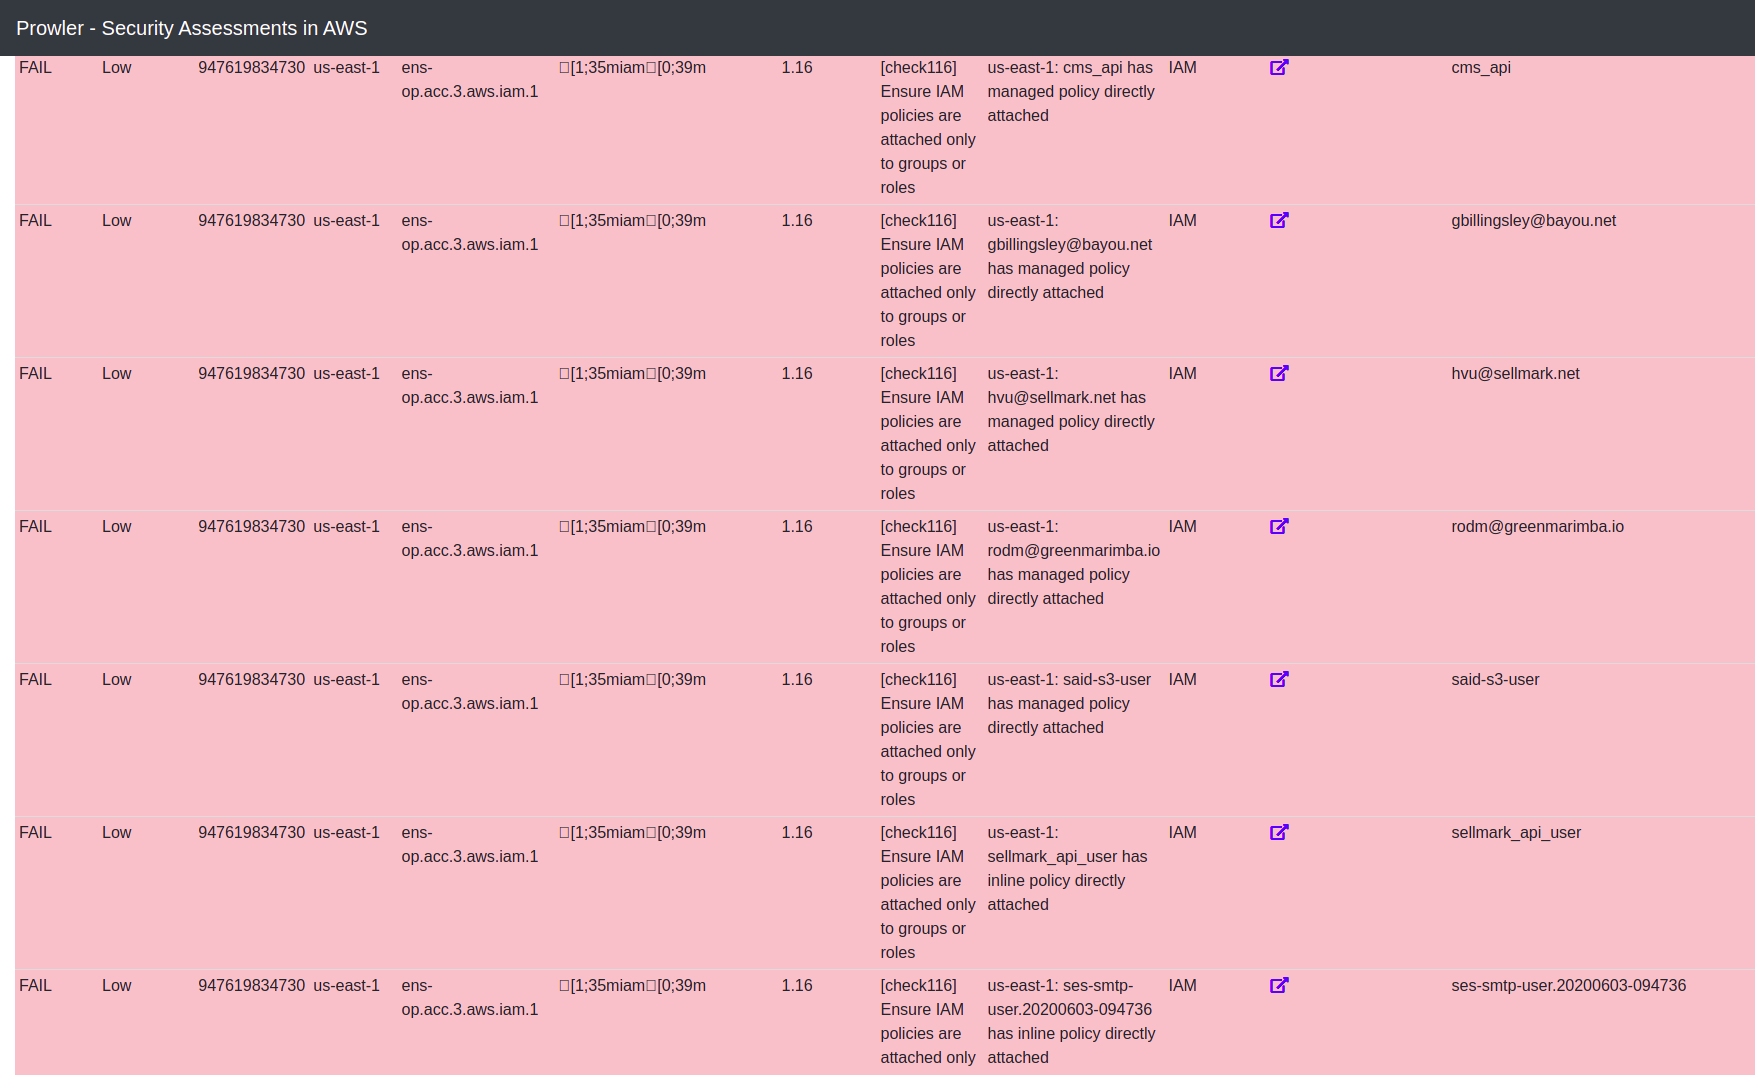 Prowler - Security Assessments in AWS
FAIL Low 947619834730 us-east-1 ens- □[1;35miam□[0;39m 1.16 [check116] us-east-1: cms_api has IAM cms_api
op.acc.3.aws.iam.1 Ensure IAM managed policy directly
policies are attached
attached only
to groups or
roles
FAIL Low 947619834730 us-east-1 ens- □[1;35miam□[0;39m 1.16 [check116] us-east-1: IAM gbillingsley@bayou.net
op.acc.3.aws.iam.1 Ensure IAM gbillingsley@bayou.net
policies are has managed policy
attached only directly attached
to groups or
roles
FAIL Low 947619834730 us-east-1 ens- □[1;35miam□[0;39m 1.16 [check116] us-east-1: IAM hvu@sellmark.net
op.acc.3.aws.iam.1 Ensure IAM hvu@sellmark.net has
policies are managed policy directly
attached only attached
to groups or
roles
FAIL Low 947619834730 us-east-1 ens- □[1;35miam□[0;39m 1.16 [check116] us-east-1: IAM rodm@greenmarimba.io
op.acc.3.aws.iam.1 Ensure IAM rodm@greenmarimba.io
policies are has managed policy
attached only directly attached
to groups or
roles
FAIL Low 947619834730 us-east-1 ens- □[1;35miam□[0;39m 1.16 [check116] us-east-1: said-s3-user IAM said-s3-user
op.acc.3.aws.iam.1 Ensure IAM has managed policy
policies are directly attached
attached only
to groups or
roles
FAIL Low 947619834730 us-east-1 ens- □[1;35miam□[0;39m 1.16 [check116] us-east-1: IAM sellmark_api_user
op.acc.3.aws.iam.1 Ensure IAM sellmark_api_user has
policies are inline policy directly
attached only attached
to groups or
roles
FAIL Low 947619834730 us-east-1 ens- □[1;35miam□[0;39m 1.16 [check116] us-east-1: ses-smtp- IAM ses-smtp-user.20200603-094736
op.acc.3.aws.iam.1 Ensure IAM user.20200603-094736
policies are has inline policy directly
attached only attached